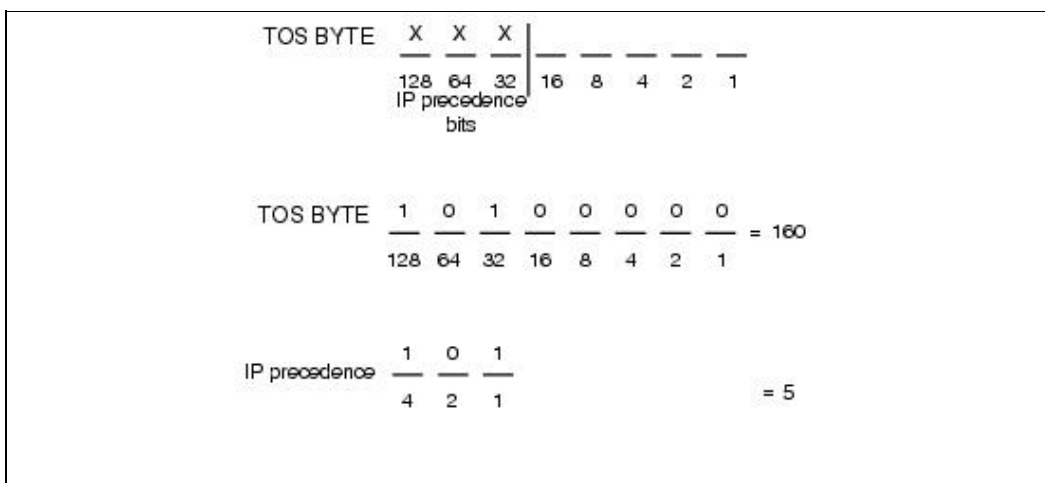 TOS BYTE X X X
128 64 32 16 8 4 2 1
IP precedence
bits
TOS BYTE 1 0 1 0 0 0 0 0 = 160
128 64 32 16 8 4 2 1
IP precedence 1 0 1
4 2 1 = 5